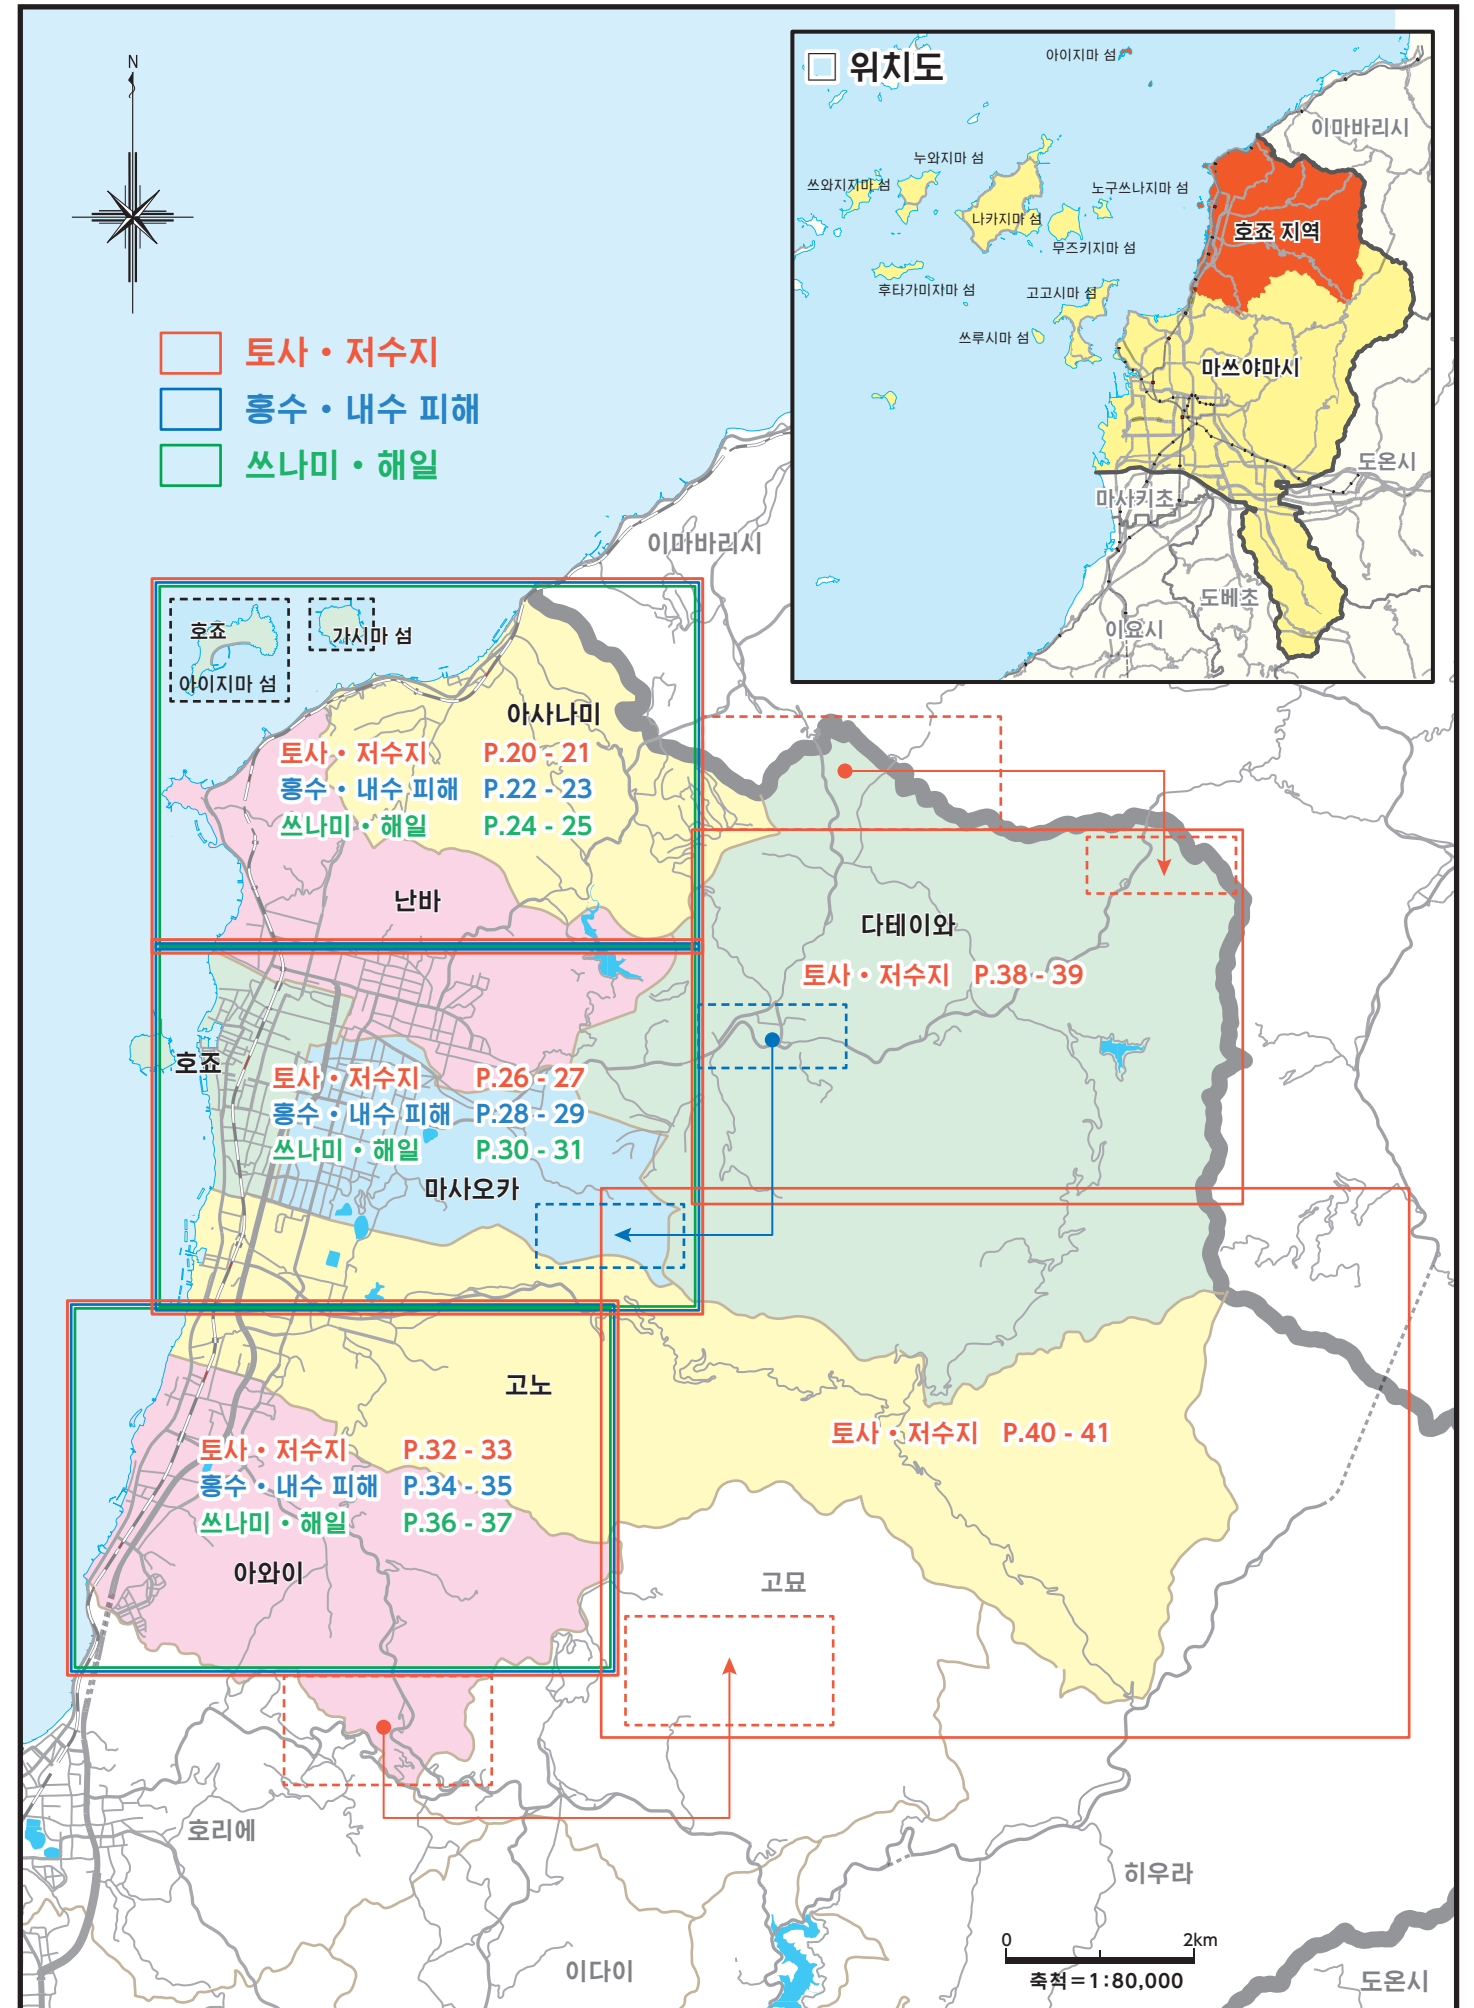 N
토사・저수지
홍수・내수 피해
쓰나미・해일
위치도
아이지마 섬
이마바리시
누와지마 섬
쓰와지지마 섬
노구쓰나지마 섬
나카지마 섬
호죠 지역
무즈키지마 섬
후타가미지마 섬
고고시마 섬
쓰루시마 섬
마쓰야마시
도온시
마사키초
도베초
이요시
이마바리시
호죠
가시마 섬
아이지마 섬
아사나미
토사・저수지 P.20 - 21
홍수・내수 피해 P.22 - 23
쓰나미・해일 P.24 - 25
난바
다테이와
토사・저수지 P.38 - 39
호죠
토사・저수지 P.26 - 27
홍수・내수 피해 P.28 - 29
쓰나미・해일 P.30 - 31
마사오카
고노
토사・저수지 P.40 - 41
토사・저수지 P.32 - 33
홍수・내수 피해 P.34 - 35
쓰나미・해일 P.36 - 37
아와이
고묘
호리에
히우라
이다이
0 2km
축척=1:80,000
도온시